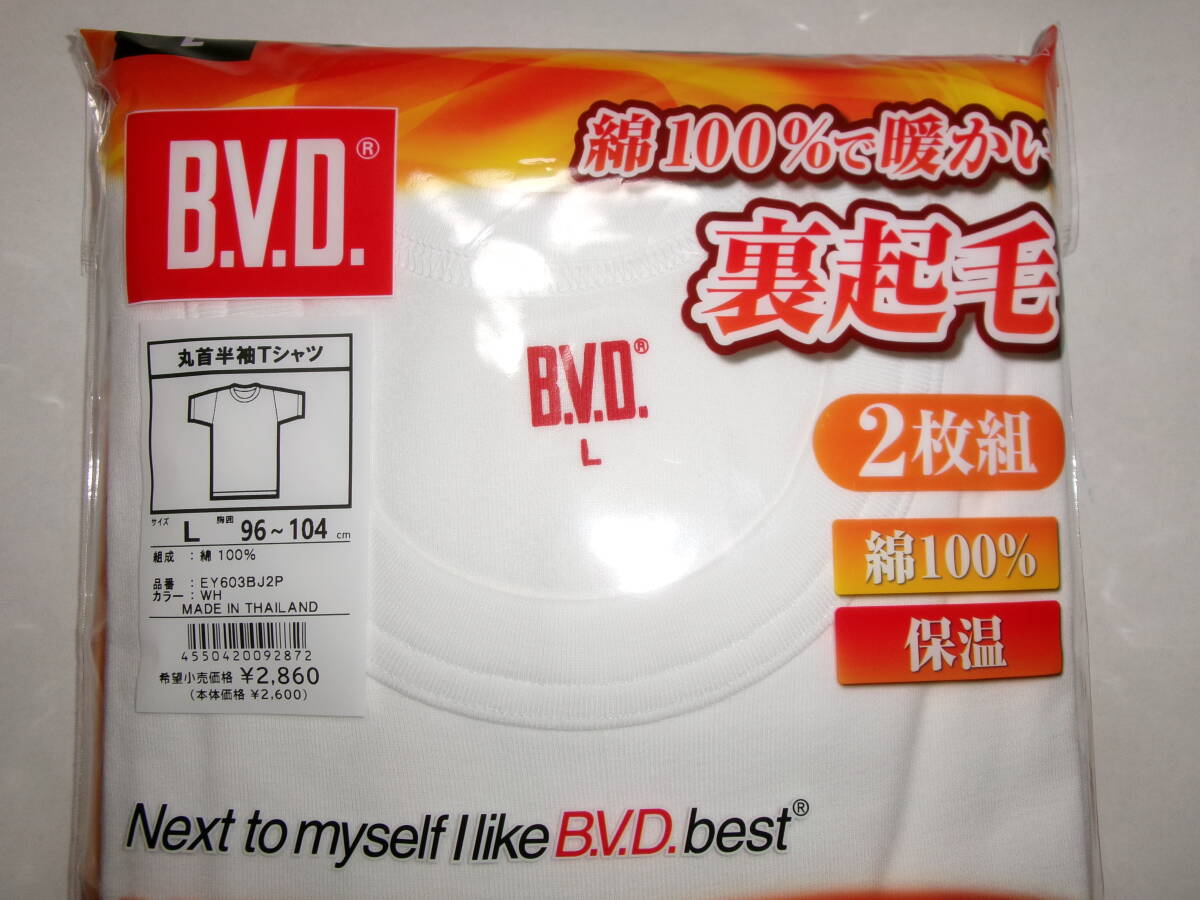 L
B.V.D.®
綿100%で暖かい
裏起毛
丸首半袖Tシャツ
サイズ L 胸囲 96~104 cm
組成 : 綿 100%
品番 : EY603BJ2P
カラー : WH
MADE IN THAILAND
4550420092872
希望小売価格 ¥2,860
(本体価格 ¥2,600)
B.V.D.®
L
2枚組
綿100%
保温
Next to myself I like B.V.D. best®